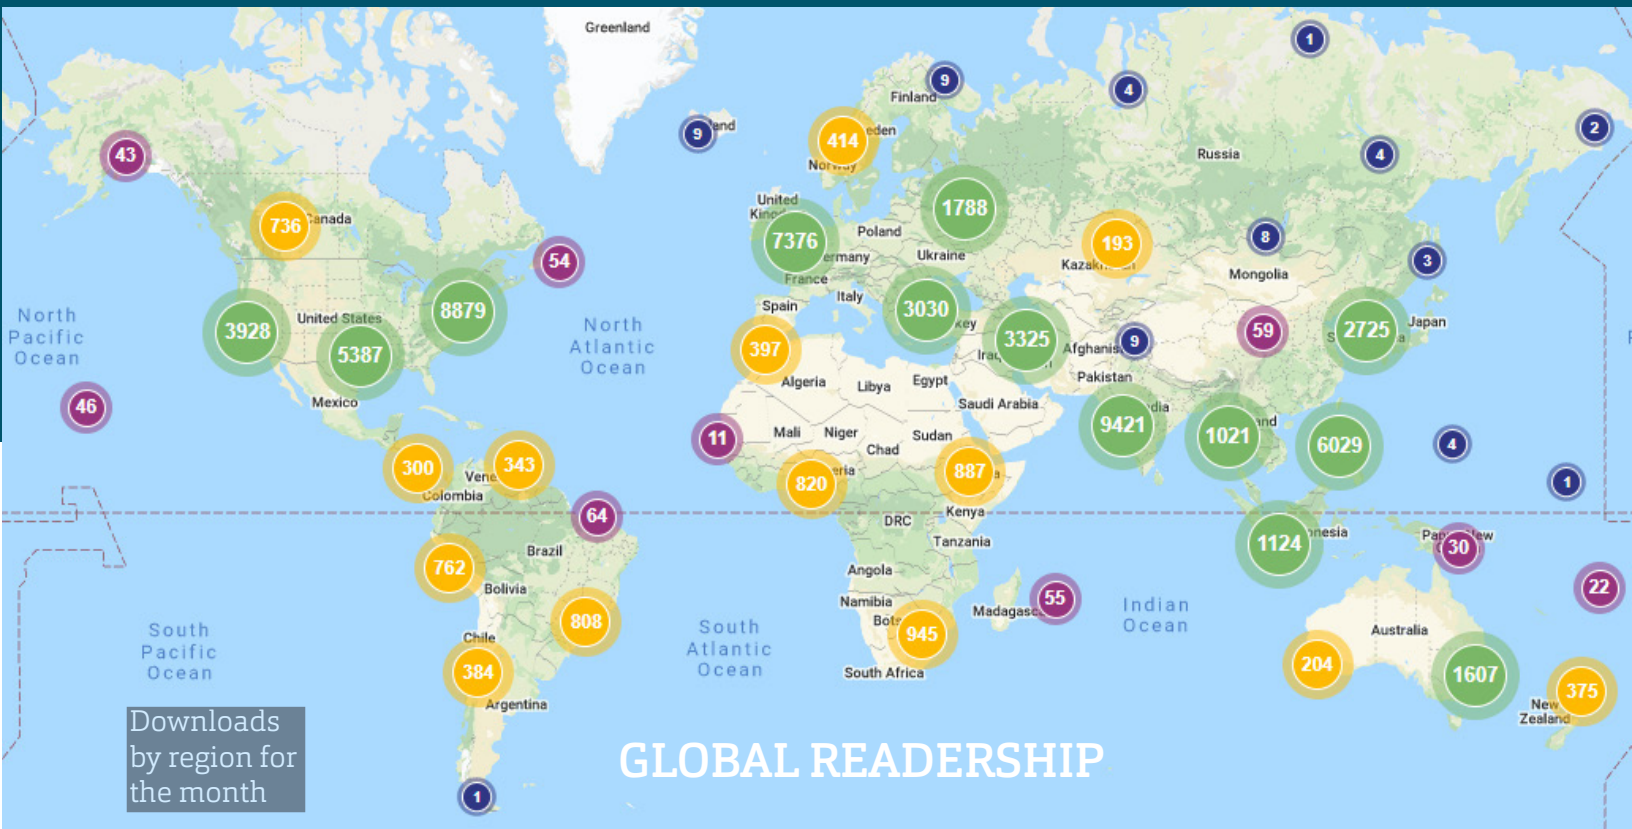 Greenland
1
9
4
Finland
9
2
414
43
4
Russia
Norway
United
1788
736
7376
Poland
193
8
54
Ukraine
3
France
Mongolia
Italy
Spain
8879
3030
North
Pacific
Ocean
United States
North
Atlantic
Ocean
3928
5387
397
3325
9
59
2725
Japan
Pakistan
Algeria
Libya
Egypt
Mexico
Saudi Arabia
46
9421
1021
6029
4
11
Mali
Niger
Chad
Sudan
300
343
Colombia
820
887
1
64
DRC
Kenya
Tanzania
1124
30
Brazil
762
Bolivia
Angola
Namibia
Madagas
55
Indian
Ocean
22
808
945
Australia
South
Pacific
Ocean
Chile
South
Atlantic
Ocean
204
384
South Africa
1607
375
Argentina
New
Zealand
Downloads
by region for
the month
GLOBAL READERSHIP
1